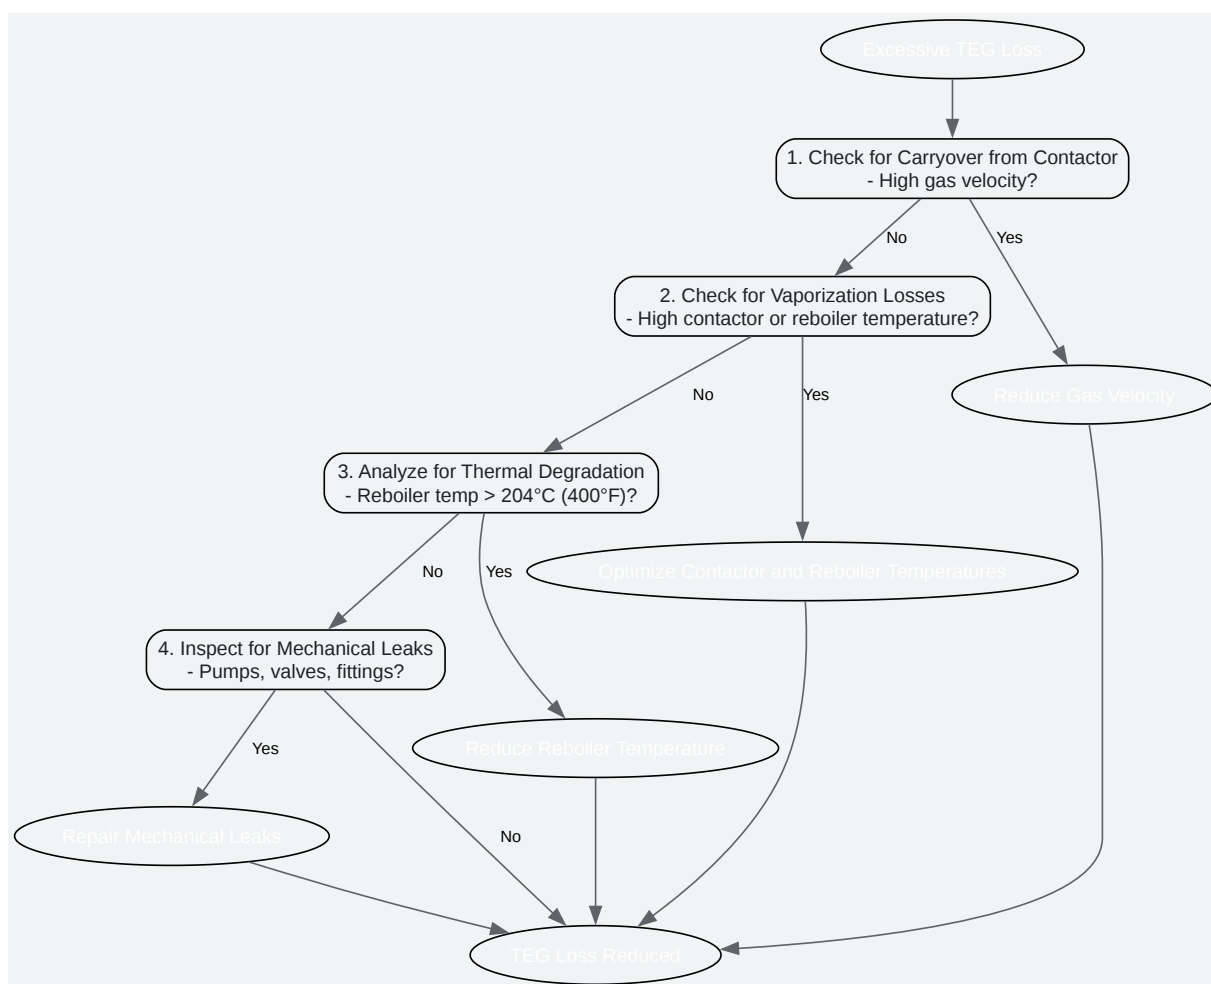 Excessive TEG Loss
1. Check for Carryover from Contactor
- High gas velocity?
No
Yes
2. Check for Vaporization Losses
- High contactor or reboiler temperature?
No
Yes
Reduce Gas Velocity
3. Analyze for Thermal Degradation
- Reboiler temp > 204°C (400°F)?
No
Yes
Optimize Contactor and Reboiler Temperatures
4. Inspect for Mechanical Leaks
- Pumps, valves, fittings?
Yes
Reduce Reboiler Temperature
No
Repair Mechanical Leaks
TEG Loss Reduced